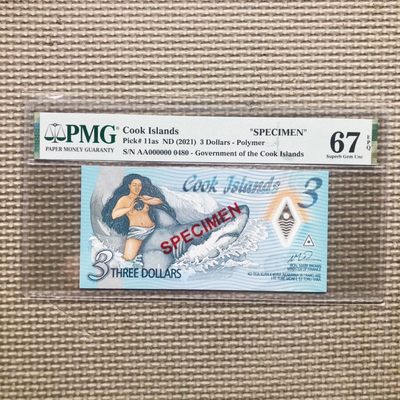 PMG
PAPER MONEY GUARANTY
Cook Islands "SPECIMEN"
Pick# 11as ND (2021) 3 Dollars - Polymer
S/N AA000000 0480 - Government of the Cook Islands
67 EPQ
Superb Gem Unc
Cook Islands 3
SPECIMEN
3 THREE DOLLARS